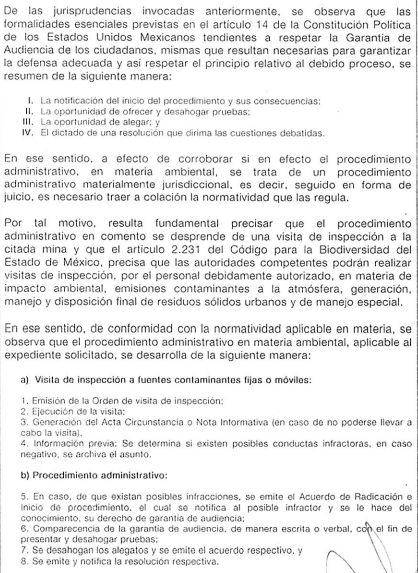 De las jurisprudencias invocadas anteriormente, se observa que las
formalidades esenciales previstas en el artículo 14 de la Constitución Política
de los Estados Unidos Mexicanos tendientes a respetar la Garantía de
Audiencia de los ciudadanos, mismas que resultan necesarias para garantizar
la defensa adecuada y así respetar el principio relativo al debido proceso, se
resumen de la siguiente manera:
I. La notificación del inicio del procedimiento y sus consecuencias;
II. La oportunidad de ofrecer y desahogar pruebas;
III. La oportunidad de alegar; y
IV. El dictado de una resolución que dirima las cuestiones debatidas.
En ese sentido, a efecto de corroborar si en efecto el procedimiento
administrativo, en materia ambiental, se trata de un procedimiento
administrativo materialmente jurisdiccional, es decir, seguido en forma de
juicio, es necesario traer a colación la normatividad que las regula.
Por tal motivo, resulta fundamental precisar que el procedimiento
administrativo en comento se desprende de una visita de inspección a la
citada mina y que el artículo 2.231 del Código para la Biodiversidad del
Estado de México, precisa que las autoridades competentes podrán realizar
visitas de inspección, por el personal debidamente autorizado, en materia de
impacto ambiental, emisiones contaminantes a la atmósfera, generación,
manejo y disposición final de residuos sólidos urbanos y de manejo especial.
En ese sentido, de conformidad con la normatividad aplicable en materia, se
observa que el procedimiento administrativo en materia ambiental, aplicable al
expediente solicitado, se desarrolla de la siguiente manera:
a) Visita de inspección a fuentes contaminantes fijas o móviles:
1. Emisión de la Orden de visita de inspección;
2. Ejecución de la visita;
3. Generación del Acta Circunstancia o Nota Informativa (en caso de no poderse llevar a
cabo la visita),
4. Información previa: Se determina si existen posibles conductas infractoras, en caso
negativo, se archiva el asunto.
b) Procedimiento administrativo:
5. En caso, de que existan posibles infracciones, se emite el Acuerdo de Radicación e
Inicio de procedimiento, el cual se notifica al posible infractor y se le hace del
conocimiento, su derecho de garantía de audiencia;
6. Comparecencia de la garantía de audiencia, de manera escrita o verbal, con el fin de
presentar y desahogar pruebas;
7. Se desahogan los alegatos y se emite el acuerdo respectivo, y
8. Se emite y notifica la resolución respectiva.